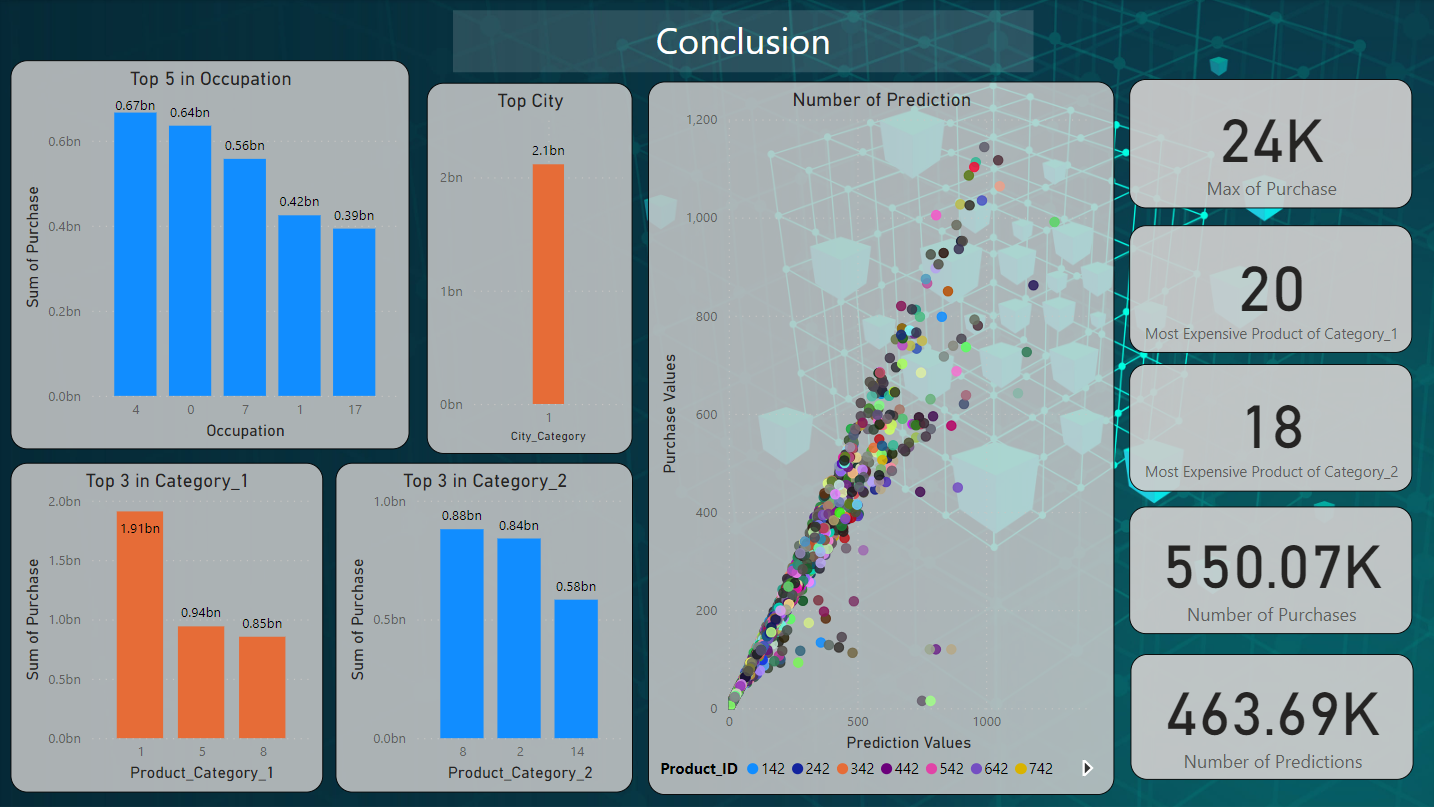 Conclusion
Top 5 in Occupation
Sum of Purchase
0.6bn
0.4bn
0.2bn
0.0bn
0.67bn
0.64bn
0.56bn
0.42bn
0.39bn
4 0 7 1 17
Occupation
Top City
2bn
1bn
0bn
2.1bn
1
City_Category
Top 3 in Category_1
Sum of Purchase
2.0bn
1.5bn
1.0bn
0.5bn
0.0bn
1.91bn
0.94bn
0.85bn
1 5 8
Product_Category_1
Top 3 in Category_2
Sum of Purchase
1.0bn
0.5bn
0.0bn
0.88bn
0.84bn
0.58bn
8 2 14
Product_Category_2
Number of Prediction
Purchase Values
1,200
1,000
800
600
400
200
0
0 500 1000
Prediction Values
Product_ID 142 242 342 442 542 642 742
24K
Max of Purchase
20
Most Expensive Product of Category_1
18
Most Expensive Product of Category_2
550.07K
Number of Purchases
463.69K
Number of Predictions